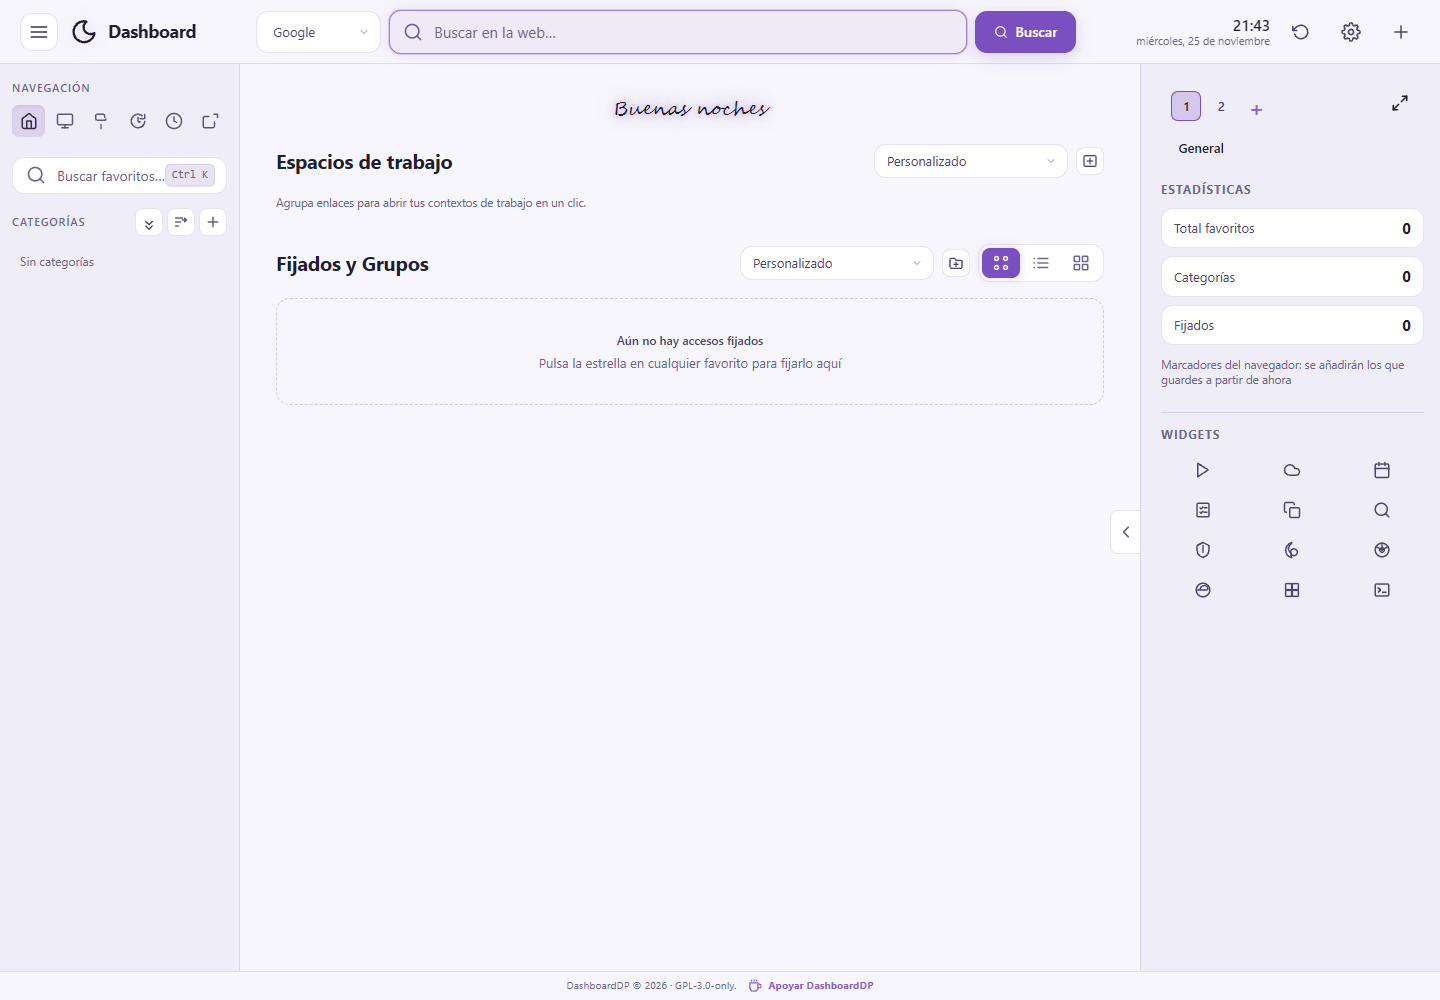 Dashboard
Google
Buscar en la web...
Buscar
21:43
miércoles, 25 de noviembre
NAVEGACIÓN
Buscar favoritos...
Ctrl K
CATEGORÍAS
Sin categorías
Buenas noches
Espacios de trabajo
Personalizado
Agrupa enlaces para abrir tus contextos de trabajo en un clic.
Fijados y Grupos
Personalizado
Aún no hay accesos fijados
Pulsa la estrella en cualquier favorito para fijarlo aquí
1
2
+
General
ESTADÍSTICAS
Total favoritos 0
Categorías 0
Fijados 0
Marcadores del navegador: se añadirán los que
guardes a partir de ahora
WIDGETS
DashboardDP © 2026 · GPL-3.0-only.
Apoyar DashboardDP